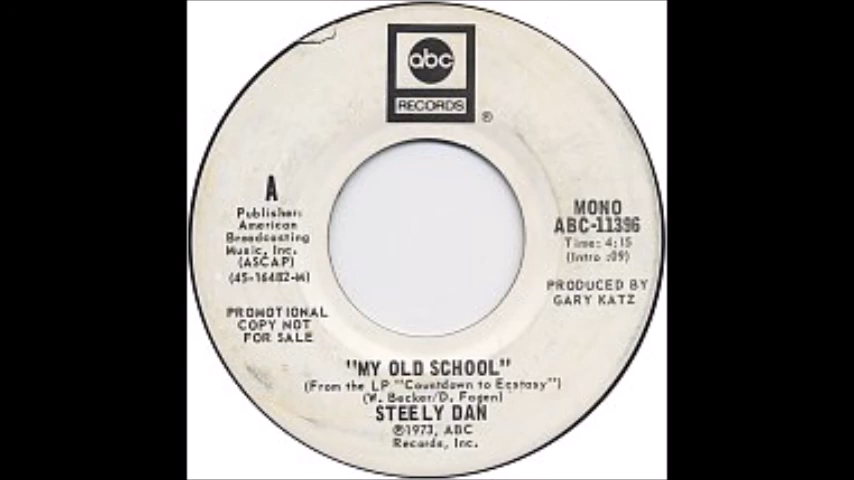 abc
RECORDS
®
A
Publisher:
American
Broadcasting
Music, Inc.
(ASCAP)
(45-16482-M)
PROMOTIONAL
COPY NOT
FOR SALE
MONO
ABC-11396
Time: 4:15
(Intro :09)
PRODUCED BY
GARY KATZ
"MY OLD SCHOOL"
(From the LP "Countdown to Ecstasy")
(W. Becker/D. Fagen)
STEELY DAN
℗1973, ABC
Records, Inc.